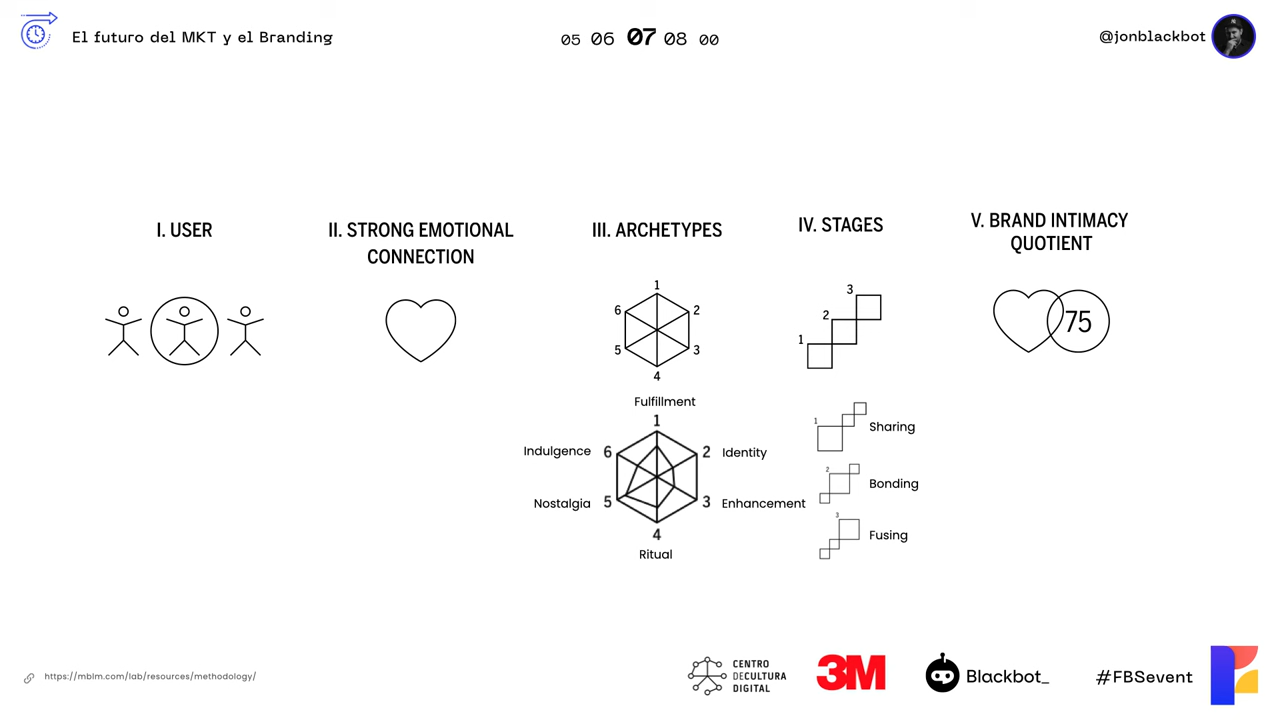 El futuro del MKT y el Branding
05 06 07 08 00
@jonblackbot
I. USER
II. STRONG EMOTIONAL
CONNECTION
III. ARCHETYPES
1
2
3
4
5
6
Fulfillment
1
2 Identity
3 Enhancement
4
Ritual
Nostalgia 5
Indulgence 6
IV. STAGES
1
2
3
1
Sharing
2
Bonding
3
Fusing
V. BRAND INTIMACY
QUOTIENT
75
https://mblm.com/lab/resources/methodology/
CENTRO
DECULTURA
DIGITAL
3M
Blackbot_
#FBSevent